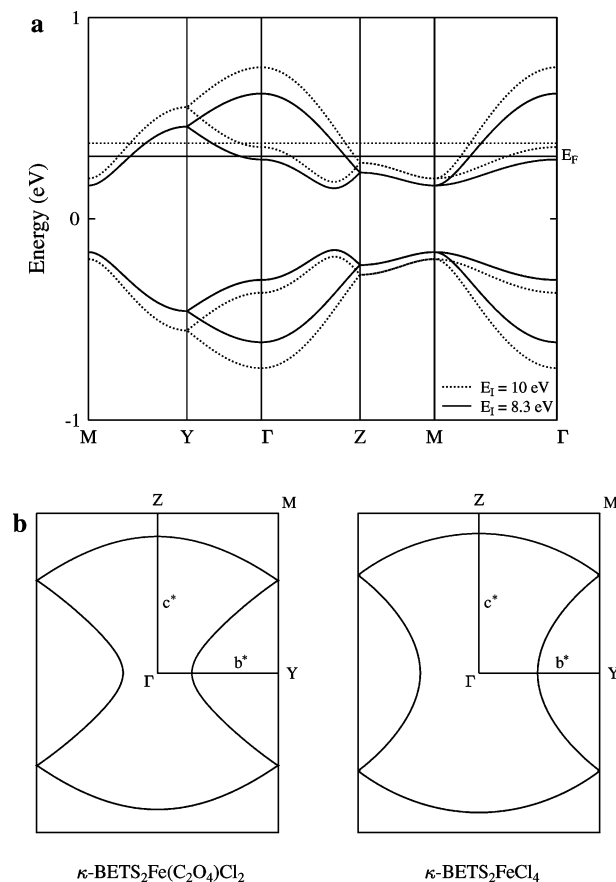 a
1
Energy (eV)
0
-1
E_F
E_I = 10 eV
E_I = 8.3 eV
M Y Γ Z M Γ
b
Z M Z M
c* c*
b* b*
Γ Y Γ Y
κ-BETS₂Fe(C₂O₄)Cl₂ κ-BETS₂FeCl₄